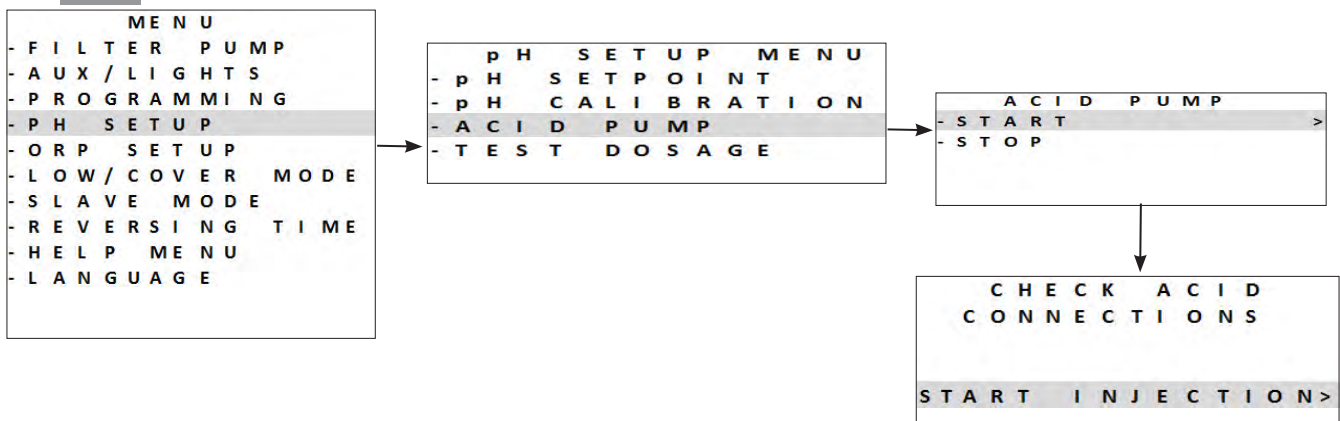 MENU
- FILTER PUMP
- AUX/LIGHTS
- PROGRAMMING
- PH SETUP
- ORP SETUP
- LOW/COVER MODE
- SLAVE MODE
- REVERSING TIME
- HELP MENU
- LANGUAGE
pH SETUP MENU
- pH SETPOINT
- pH CALIBRATION
- ACID PUMP
- TEST DOSAGE
ACID PUMP
- START >
- STOP
CHECK ACID
CONNECTIONS
START INJECTION>